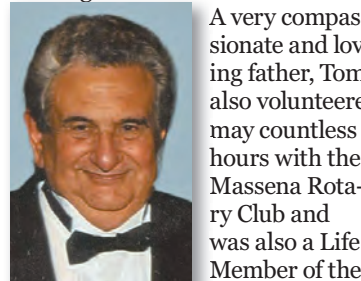 A very compas-
sionate and lov-
ing father, Tom
also volunteered
may countless
hours with the
Massena Rota-
ry Club and
was also a Life
Member of the